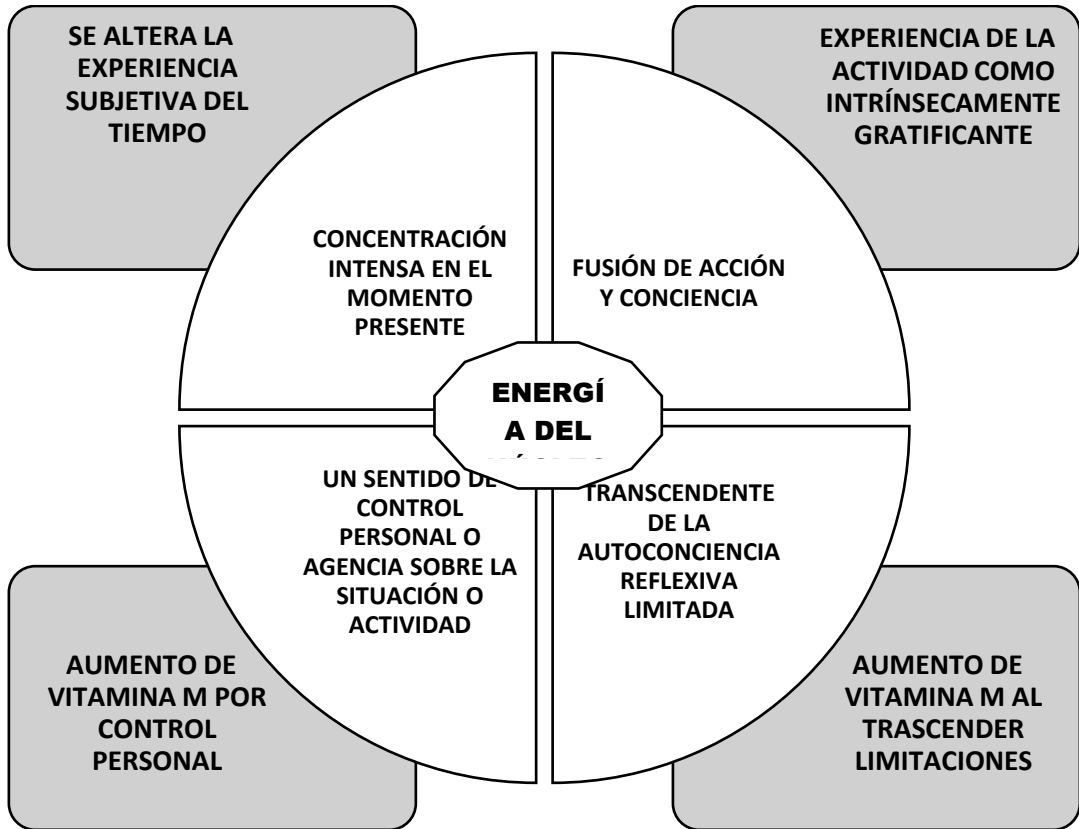 SE ALTERA LA
EXPERIENCIA
SUBJETIVA DEL
TIEMPO
EXPERIENCIA DE LA
ACTIVIDAD COMO
INTRÍNSECAMENTE
GRATIFICANTE
CONCENTRACIÓN
INTENSA EN EL
MOMENTO
PRESENTE
FUSIÓN DE ACCIÓN
Y CONCIENCIA
ENERGÍ
A DEL
UN SENTIDO DE
CONTROL
PERSONAL O
AGENCIA SOBRE LA
SITUACIÓN O
ACTIVIDAD
TRANSCENDENTE
DE LA
AUTOCONCIENCIA
REFLEXIVA
LIMITADA
AUMENTO DE
VITAMINA M POR
CONTROL
PERSONAL
AUMENTO DE
VITAMINA M AL
TRASCENDER
LIMITACIONES